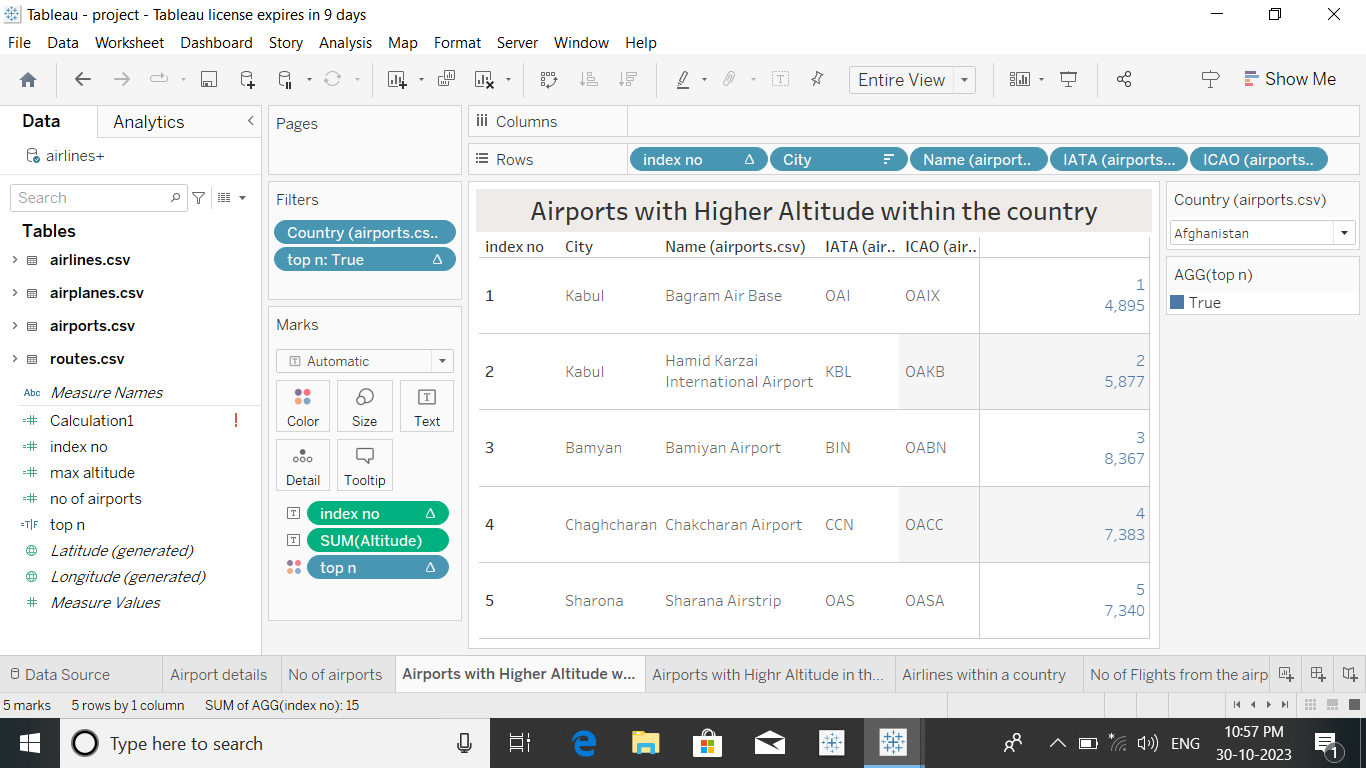 Tableau - project - Tableau license expires in 9 days
File Data Worksheet Dashboard Story Analysis Map Format Server Window Help
Entire View
Show Me
Data Analytics
airlines+
Search
Tables
airlines.csv
airplanes.csv
airports.csv
routes.csv
Abc Measure Names
Calculation1 !
index no
max altitude
no of airports
=T|F top n
Latitude (generated)
Longitude (generated)
Measure Values
Pages
Filters
Country (airports.cs..
top n: True Δ
Marks
Automatic
Color Size Text
Detail Tooltip
index no Δ
SUM(Altitude)
top n Δ
Columns
Rows index no Δ City Name (airport.. IATA (airports... ICAO (airports..
Airports with Higher Altitude within the country
index no City Name (airports.csv) IATA (air.. ICAO (air..
1 Kabul Bagram Air Base OAI OAIX 1
4,895
2 Kabul Hamid Karzai International Airport KBL OAKB 2
5,877
3 Bamyan Bamiyan Airport BIN OABN 3
8,367
4 Chaghcharan Chakcharan Airport CCN OACC 4
7,383
5 Sharona Sharana Airstrip OAS OASA 5
7,340
Country (airports.csv)
Afghanistan
AGG(top n)
True
Data Source Airport details No of airports Airports with Higher Altitude w... Airports with Highr Altitude in th... Airlines within a country No of Flights from the airp
5 marks 5 rows by 1 column SUM of AGG(index no): 15
Type here to search
ENG
10:57 PM
30-10-2023
1